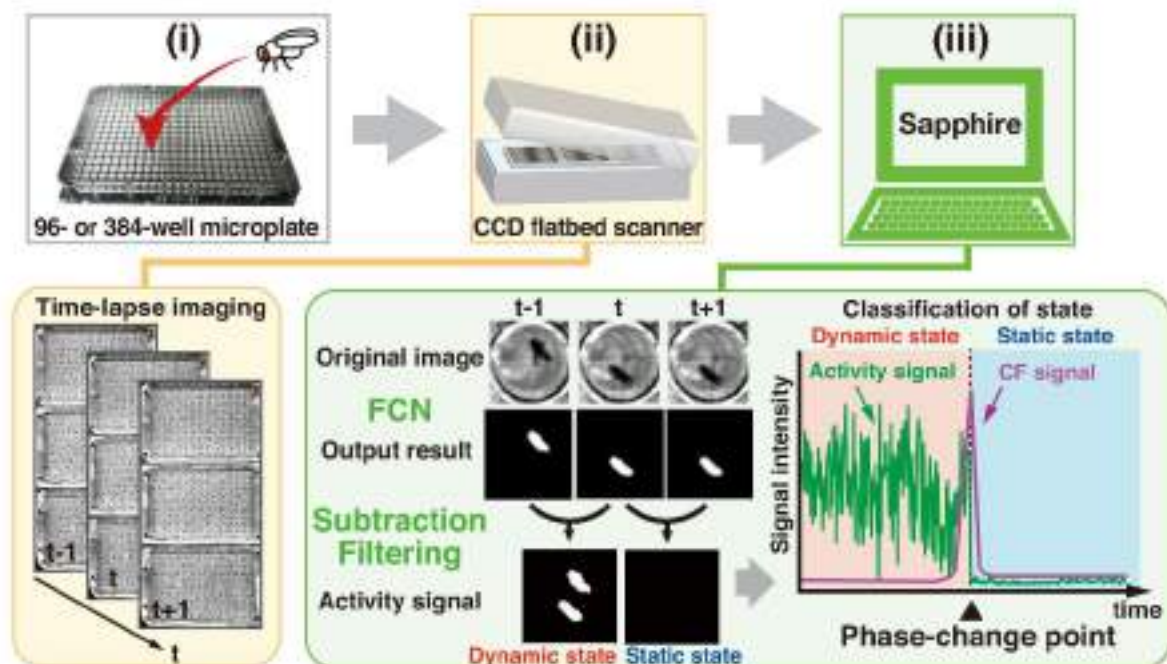 (i)
96- or 384-well microplate
(ii)
CCD flatbed scanner
(iii)
Sapphire
Time-lapse imaging
t-1
t
t+1
t
t-1 t t+1
Original image
FCN
Output result
Subtraction
Filtering
Activity signal
Dynamic state Static state
Classification of state
Dynamic state Static state
Activity signal CF signal
Signal intensity
time
Phase-change point